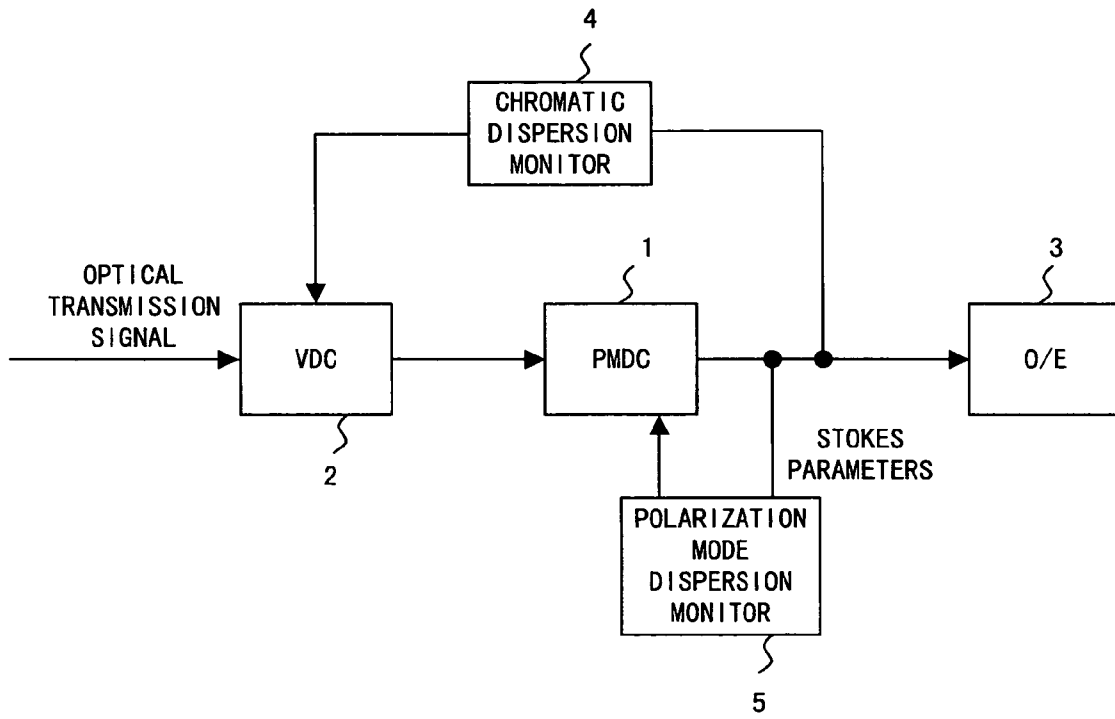 4
CHROMATIC
DISPERSION
MONITOR
OPTICAL
TRANSMISSION
SIGNAL
VDC
2
1
PMDC
3
O/E
STOKES
PARAMETERS
POLARIZATION
MODE
DISPERSION
MONITOR
5